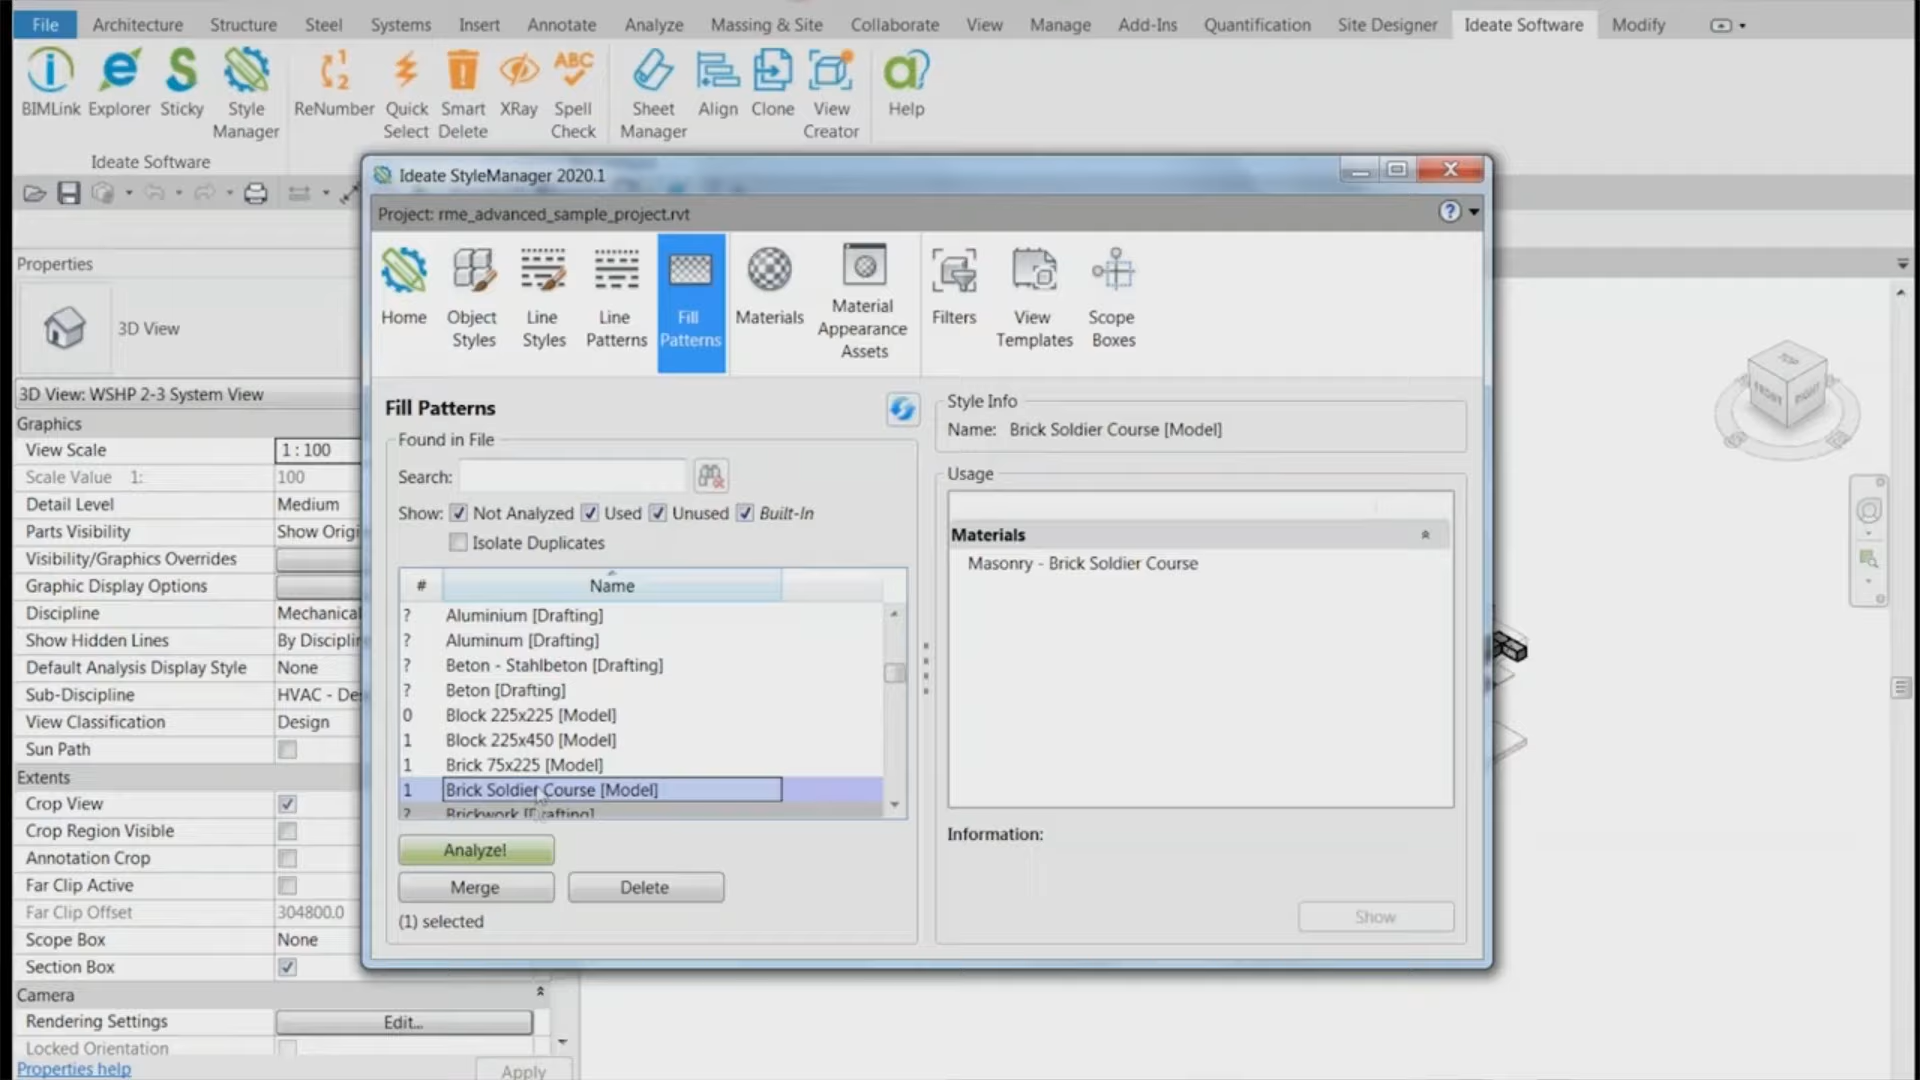 File Architecture Structure Steel Systems Insert Annotate Analyze Massing & Site Collaborate View Manage Add-Ins Quantification Site Designer Ideate Software Modify
BIMLink Explorer Sticky Style Manager ReNumber Quick Select Smart Delete XRay ABC Spell Check Sheet Manager Align Clone View Creator Help
Ideate Software
Ideate StyleManager 2020.1
Project: rme_advanced_sample_project.rvt
Home Object Styles Line Styles Line Patterns Fill Patterns Materials Material Appearance Assets Filters View Templates Scope Boxes
Properties
3D View
3D View: WSHP 2-3 System View
Graphics
View Scale 1 : 100
Scale Value 1: 100
Detail Level Medium
Parts Visibility Show Origi
Visibility/Graphics Overrides
Graphic Display Options
Discipline Mechanical
Show Hidden Lines By Disciplin
Default Analysis Display Style None
Sub-Discipline HVAC - De
View Classification Design
Sun Path
Extents
Crop View
Crop Region Visible
Annotation Crop
Far Clip Active
Far Clip Offset 304800.0
Scope Box None
Section Box
Camera
Rendering Settings Edit...
Locked Orientation
Properties help Apply
Fill Patterns
Found in File
Search:
Show: Not Analyzed Used Unused Built-In
Isolate Duplicates
# Name
? Aluminium [Drafting]
? Aluminum [Drafting]
? Beton - Stahlbeton [Drafting]
? Beton [Drafting]
0 Block 225x225 [Model]
1 Block 225x450 [Model]
1 Brick 75x225 [Model]
1 Brick Soldier Course [Model]
? Brickwork [Drafting]
Analyze!
Merge Delete
(1) selected
Style Info
Name: Brick Soldier Course [Model]
Usage
Materials
Masonry - Brick Soldier Course
Information:
Show
TOP
FRONT RIGHT